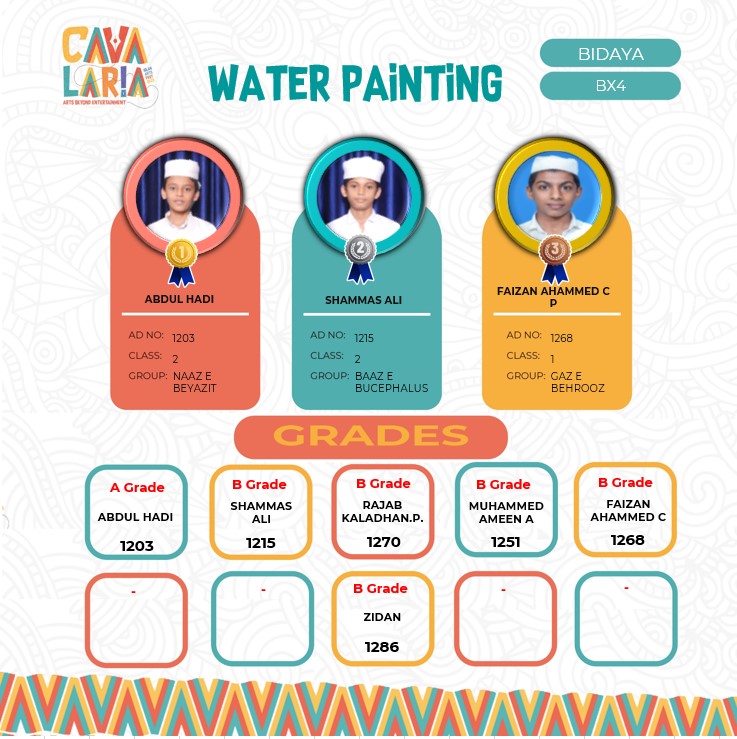 CAVA
LARIA
ARTS BEYOND ENTERTAINMENT
WATER PAiNTiNG
BIDAYA
BX4
1
ABDUL HADI
AD NO: 1203
CLASS: 2
GROUP: NAAZ E
BEYAZIT
2
SHAMMAS ALI
AD NO: 1215
CLASS: 2
GROUP: BAAZ E
BUCEPHALUS
3
FAIZAN AHAMMED C
P
AD NO: 1268
CLASS: 1
GROUP: GAZ E
BEHROOZ
GRADES
A Grade
ABDUL HADI
1203
B Grade
SHAMMAS
ALI
1215
B Grade
RAJAB
KALADHAN.P.
1270
B Grade
MUHAMMED
AMEEN A
1251
B Grade
FAIZAN
AHAMMED C
1268
-
-
B Grade
ZIDAN
1286
-
-